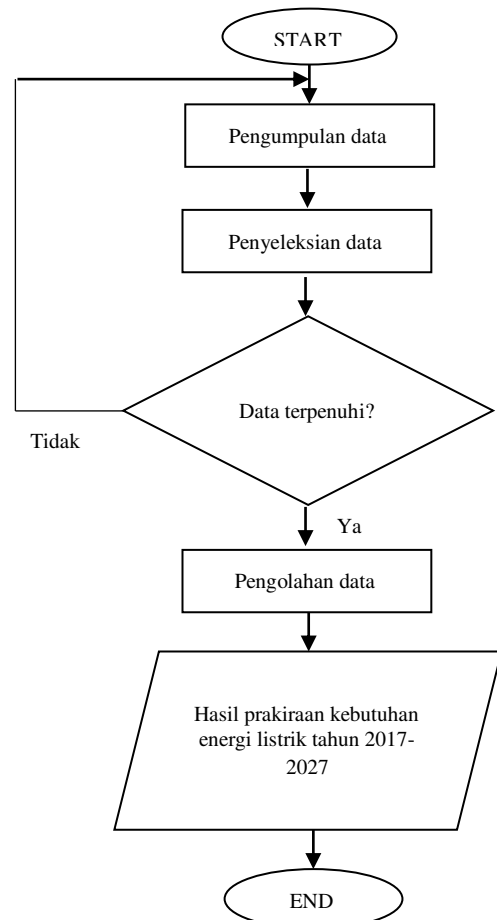 START
Pengumpulan data
Penyeleksian data
Data terpenuhi?
Tidak
Ya
Pengolahan data
Hasil prakiraan kebutuhan
energi listrik tahun 2017-
2027
END